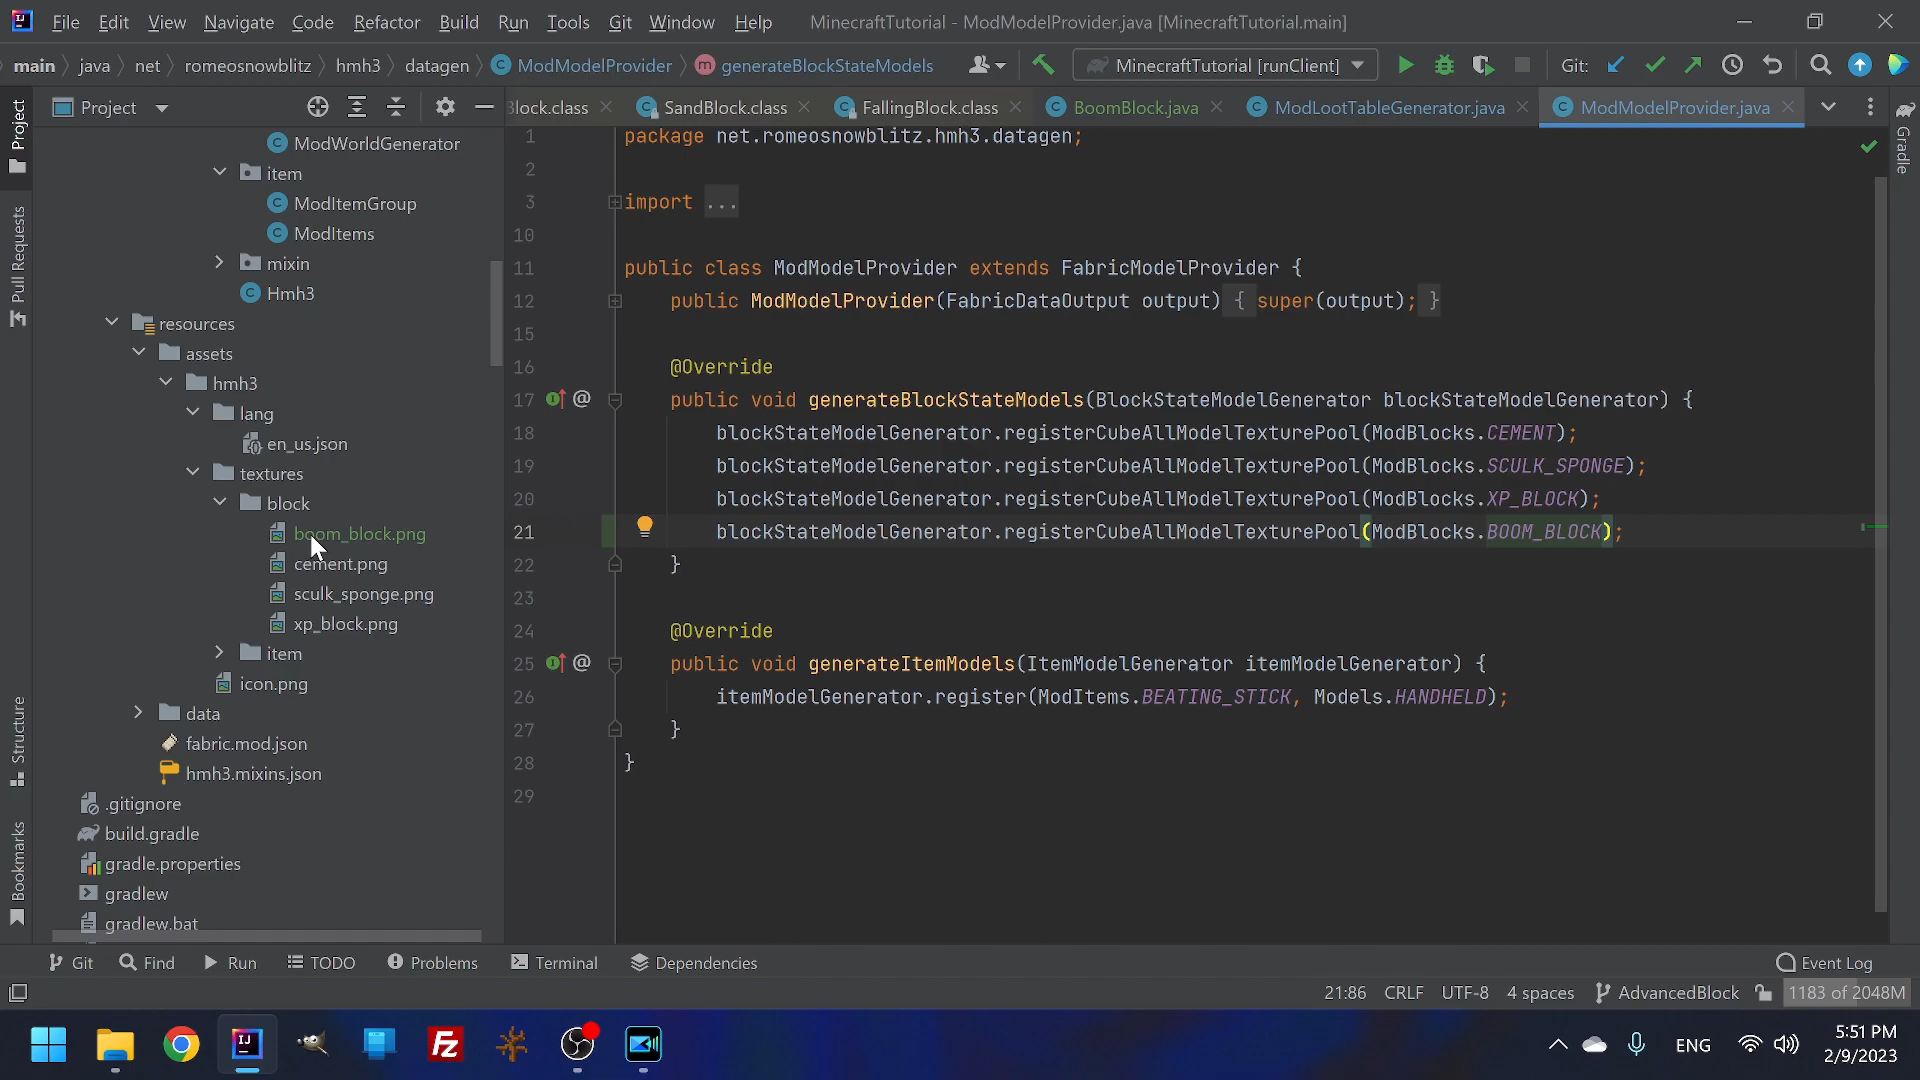 File Edit View Navigate Code Refactor Build Run Tools Git Window Help MinecraftTutorial - ModModelProvider.java [MinecraftTutorial.main]
main java net romeosnowblitz hmh3 datagen ModModelProvider generateBlockStateModels MinecraftTutorial [runClient] Git:
Project Block.class SandBlock.class FallingBlock.class BoomBlock.java ModLootTableGenerator.java ModModelProvider.java
Project
Pull Requests
Structure
Bookmarks
Gradle
ModWorldGenerator
item
ModItemGroup
ModItems
mixin
Hmh3
resources
assets
hmh3
lang
en_us.json
textures
block
boom_block.png
cement.png
sculk_sponge.png
xp_block.png
item
icon.png
data
fabric.mod.json
hmh3.mixins.json
.gitignore
build.gradle
gradle.properties
gradlew
gradlew.bat
1 package net.romeosnowblitz.hmh3.datagen;
2
3 import ...
10
11 public class ModModelProvider extends FabricModelProvider {
12 public ModModelProvider(FabricDataOutput output) { super(output); }
15
16 @Override
17 @ public void generateBlockStateModels(BlockStateModelGenerator blockStateModelGenerator) {
18 blockStateModelGenerator.registerCubeAllModelTexturePool(ModBlocks.CEMENT);
19 blockStateModelGenerator.registerCubeAllModelTexturePool(ModBlocks.SCULK_SPONGE);
20 blockStateModelGenerator.registerCubeAllModelTexturePool(ModBlocks.XP_BLOCK);
21 blockStateModelGenerator.registerCubeAllModelTexturePool(ModBlocks.BOOM_BLOCK);
22 }
23
24 @Override
25 @ public void generateItemModels(ItemModelGenerator itemModelGenerator) {
26 itemModelGenerator.register(ModItems.BEATING_STICK, Models.HANDHELD);
27 }
28 }
29
Git Find Run TODO Problems Terminal Dependencies Event Log
21:86 CRLF UTF-8 4 spaces AdvancedBlock 1183 of 2048M
ENG 5:51 PM
2/9/2023